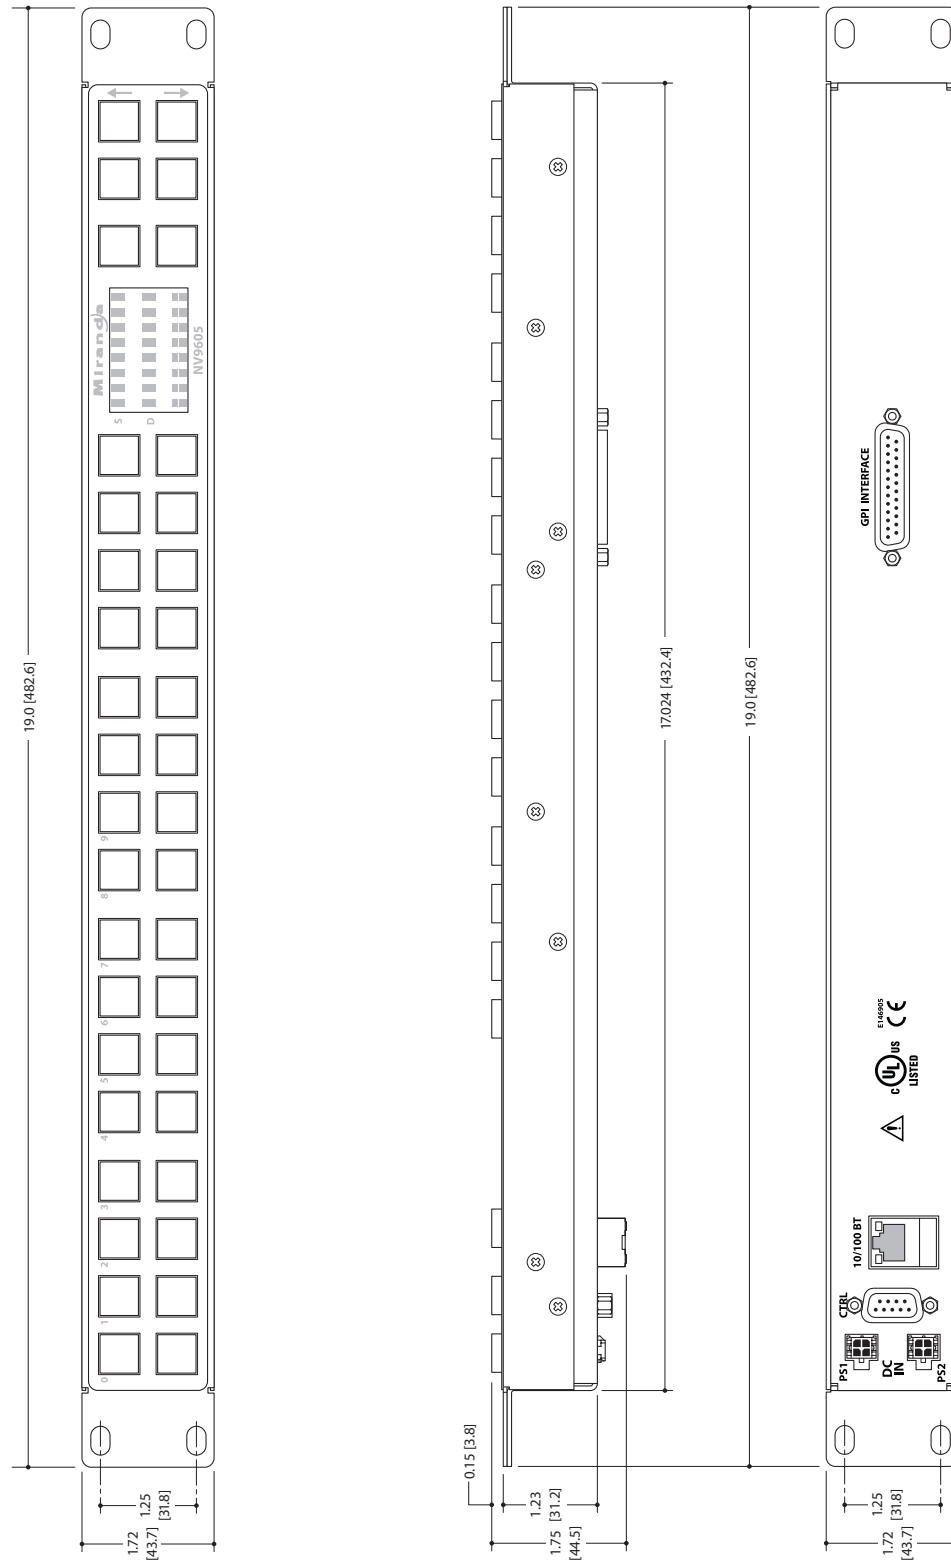 19.0 [482.6]
Miranda
NV9605
S
D
9
8
7
6
5
4
3
2
1
0
1.25
[31.8]
1.72
[43.7]
17.024 [432.4]
0.15 [3.8]
1.23
[31.2]
1.75
[44.5]
19.0 [482.6]
GPI INTERFACE
E146905
CE
C UL US
LISTED
10/100 BT
CTRL
PS1
DC
IN
PS2
1.25
[31.8]
1.72
[43.7]